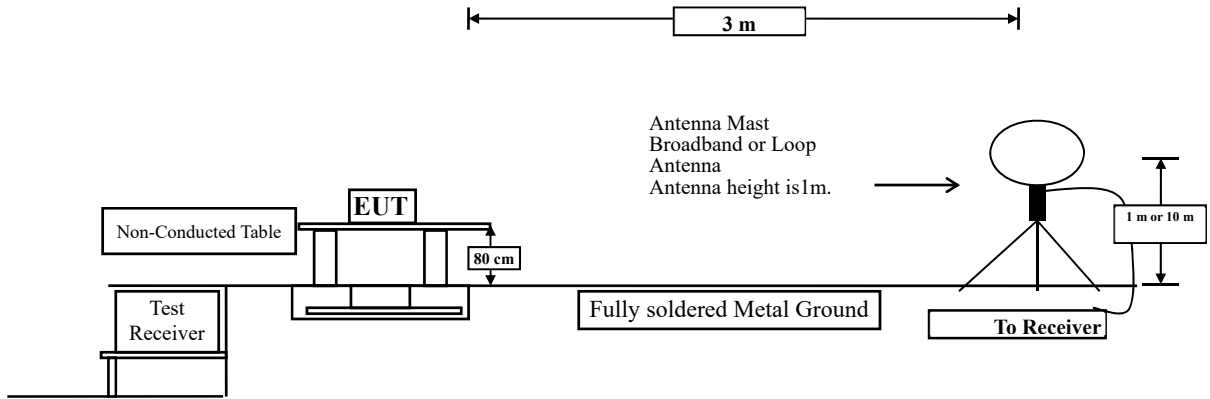 3 m
Antenna Mast
Broadband or Loop
Antenna
Antenna height is1m.
EUT
Non-Conducted Table
1 m or 10 m
80 cm
Test
Receiver
Fully soldered Metal Ground
To Receiver